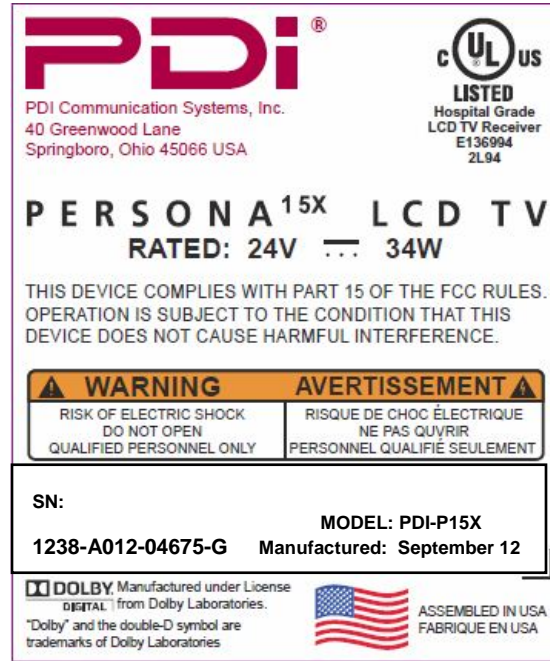 PDi®
PDI Communication Systems, Inc.
40 Greenwood Lane
Springboro, Ohio 45066 USA
C UL® US
LISTED
Hospital Grade
LCD TV Receiver
E136994
2L94
PERSONA 15X LCD TV
RATED: 24V ⎓ 34W
THIS DEVICE COMPLIES WITH PART 15 OF THE FCC RULES.
OPERATION IS SUBJECT TO THE CONDITION THAT THIS
DEVICE DOES NOT CAUSE HARMFUL INTERFERENCE.
WARNING
RISK OF ELECTRIC SHOCK
DO NOT OPEN
QUALIFIED PERSONNEL ONLY
AVERTISSEMENT
RISQUE DE CHOC ÉLECTRIQUE
NE PAS QUVRIR
PERSONNEL QUALIFIÉ SEULEMENT
SN:
1238-A012-04675-G
MODEL: PDI-P15X
Manufactured: September 12
DOLBY DIGITAL
Manufactured under License
from Dolby Laboratories.
"Dolby" and the double-D symbol are
trademarks of Dolby Laboratories
ASSEMBLED IN USA
FABRIQUE EN USA